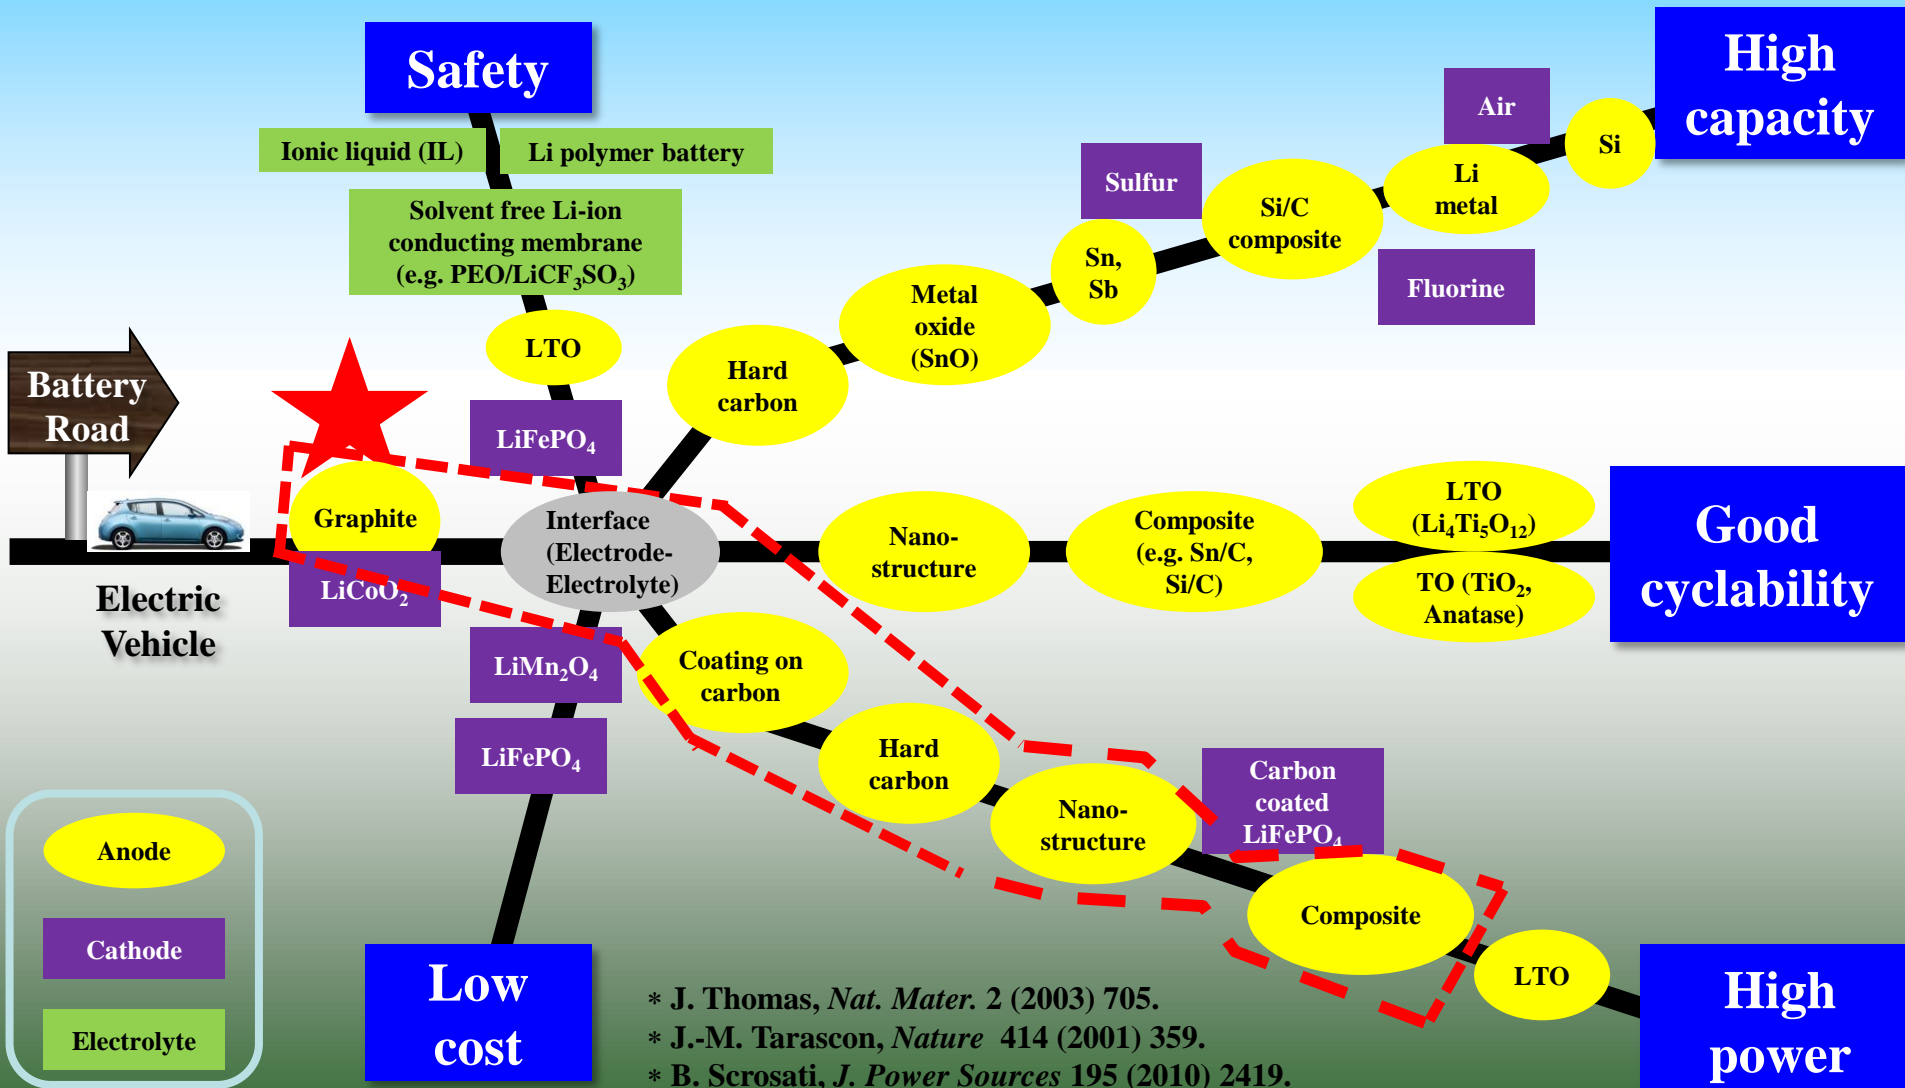 Safety
High
capacity
Air
Si
Ionic liquid (IL)
Li polymer battery
Sulfur
Li
metal
Solvent free Li-ion
conducting membrane
(e.g. PEO/LiCF₃SO₃)
Si/C
composite
Sn,
Sb
Fluorine
Metal
oxide
(SnO)
LTO
Hard
carbon
Battery
Road
LiFePO₄
Graphite
Interface
(Electrode-
Electrolyte)
Nano-
structure
Composite
(e.g. Sn/C,
Si/C)
LTO
(Li₄Ti₅O₁₂)
TO (TiO₂,
Anatase)
Good
cyclability
LiCoO₂
Electric
Vehicle
LiMn₂O₄
Coating on
carbon
LiFePO₄
Hard
carbon
Nano-
structure
Carbon
coated
LiFePO₄
Composite
LTO
Anode
Cathode
Electrolyte
Low
cost
High
power
* J. Thomas, Nat. Mater. 2 (2003) 705.
* J.-M. Tarascon, Nature 414 (2001) 359.
* B. Scrosati, J. Power Sources 195 (2010) 2419.